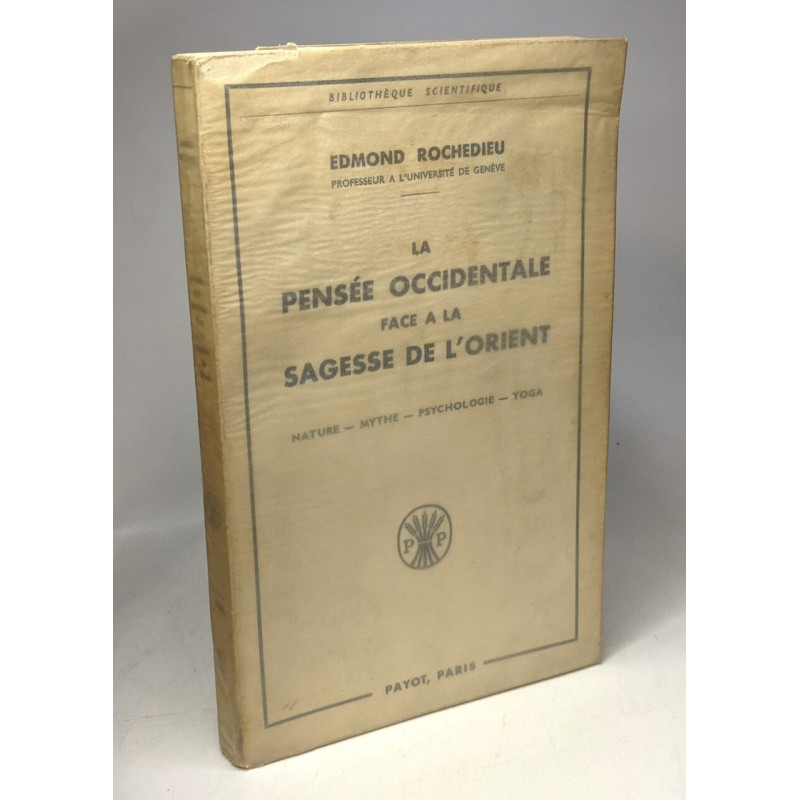 BIBLIOTHÈQUE SCIENTIFIQUE
EDMOND ROCHEDIEU
PROFESSEUR A L'UNIVERSITÉ DE GENÈVE
LA
PENSÉE OCCIDENTALE
FACE A LA
SAGESSE DE L'ORIENT
NATURE — MYTHE — PSYCHOLOGIE — YOGA
P P
PAYOT, PARIS